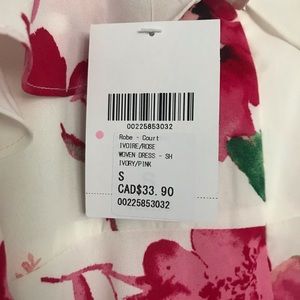 00225853032
Robe - Court
IVOIRE/ROSE
WOVEN DRESS - SH
IVORY/PINK
S
CAD$33.90
00225853032